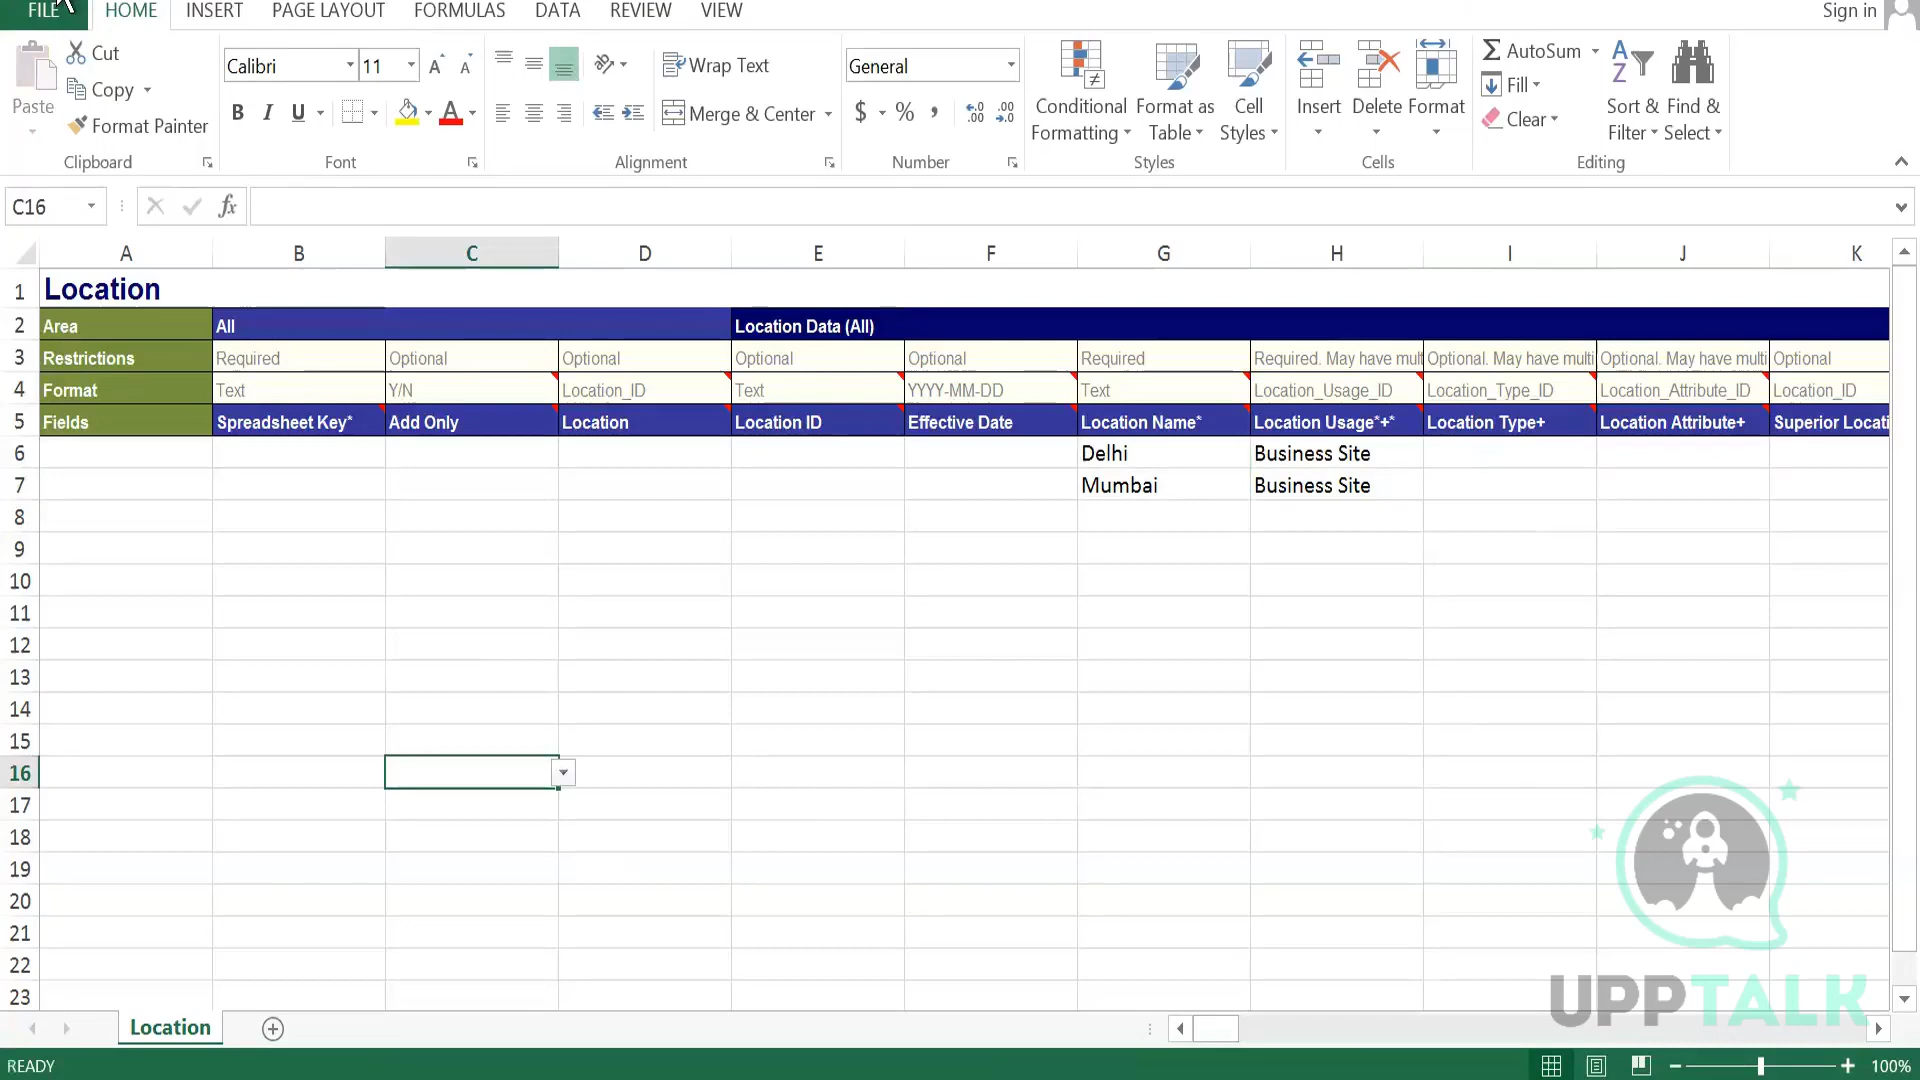 FILE HOME INSERT PAGE LAYOUT FORMULAS DATA REVIEW VIEW Sign in
Paste Cut Copy Format Painter Clipboard
Calibri 11 A A B I U A Font
Wrap Text Merge & Center Alignment
General $ % , .0 .00 .00 .0 Number
Conditional Formatting Format as Table Cell Styles Styles
Insert Delete Format Cells
AutoSum Fill Clear Sort & Filter Find & Select Editing
C16 fx
A B C D E F G H I J K
1 Location
2 Area All Location Data (All)
3 Restrictions Required Optional Optional Optional Optional Required Required. May have mult Optional. May have multi Optional. May have multi Optional
4 Format Text Y/N Location_ID Text YYYY-MM-DD Text Location_Usage_ID Location_Type_ID Location_Attribute_ID Location_ID
5 Fields Spreadsheet Key* Add Only Location Location ID Effective Date Location Name* Location Usage*+* Location Type+ Location Attribute+ Superior Locati
6 Delhi Business Site
7 Mumbai Business Site
8
9
10
11
12
13
14
15
16
17
18
19
20
21
22
23
UPPTALK
Location
READY 100%